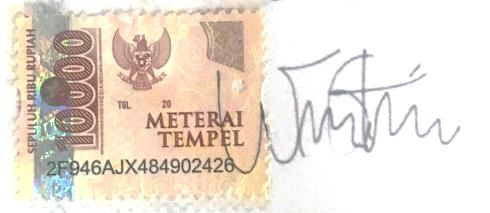 SEPULUH RIBU RUPIAH
10000
TGL. 20
METERAI
TEMPEL
2F946AJX484902426